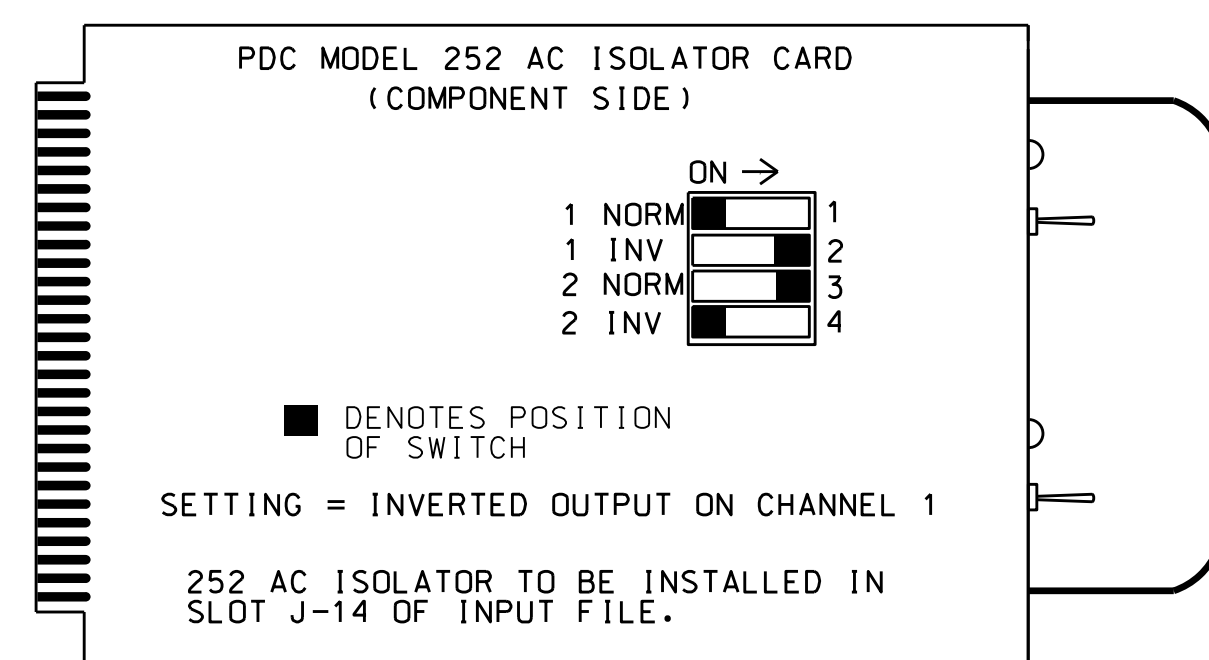 PDC MODEL 252 AC ISOLATOR CARD
(COMPONENT SIDE)
ON →
1 NORM 1
1 INV 2
2 NORM 3
2 INV 4
DENOTES POSITION
OF SWITCH
SETTING = INVERTED OUTPUT ON CHANNEL 1
252 AC ISOLATOR TO BE INSTALLED IN
SLOT J-14 OF INPUT FILE.